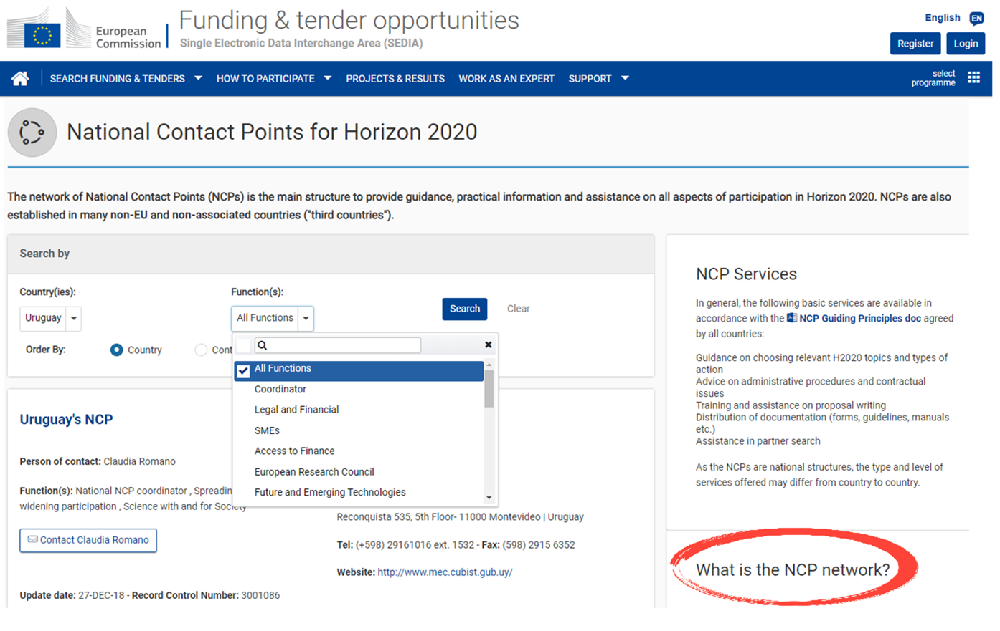 European
Commission
Funding & tender opportunities
Single Electronic Data Interchange Area (SEDIA)
English EN
Register Login
SEARCH FUNDING & TENDERS HOW TO PARTICIPATE PROJECTS & RESULTS WORK AS AN EXPERT SUPPORT
select
programme
National Contact Points for Horizon 2020
The network of National Contact Points (NCPs) is the main structure to provide guidance, practical information and assistance on all aspects of participation in Horizon 2020. NCPs are also
established in many non-EU and non-associated countries ("third countries").
Search by
Country(ies):
Uruguay
Function(s):
All Functions
Search Clear
Order By: Country
All Functions
Coordinator
Legal and Financial
SMEs
Access to Finance
European Research Council
Future and Emerging Technologies
Uruguay's NCP
Person of contact: Claudia Romano
Function(s): National NCP coordinator ,
widening participation , Science with and for Society
Contact Claudia Romano
Update date: 27-DEC-18 - Record Control Number: 3001086
Reconquista 535, 5th Floor- 11000 Montevideo | Uruguay
Tel: (+598) 29161016 ext. 1532 - Fax: (598) 2915 6352
Website: http://www.mec.cubist.gub.uy/
NCP Services
In general, the following basic services are available in
accordance with the NCP Guiding Principles doc agreed
by all countries:
Guidance on choosing relevant H2020 topics and types of
action
Advice on administrative procedures and contractual
issues
Training and assistance on proposal writing
Distribution of documentation (forms, guidelines, manuals
etc.)
Assistance in partner search
As the NCPs are national structures, the type and level of
services offered may differ from country to country.
What is the NCP network?